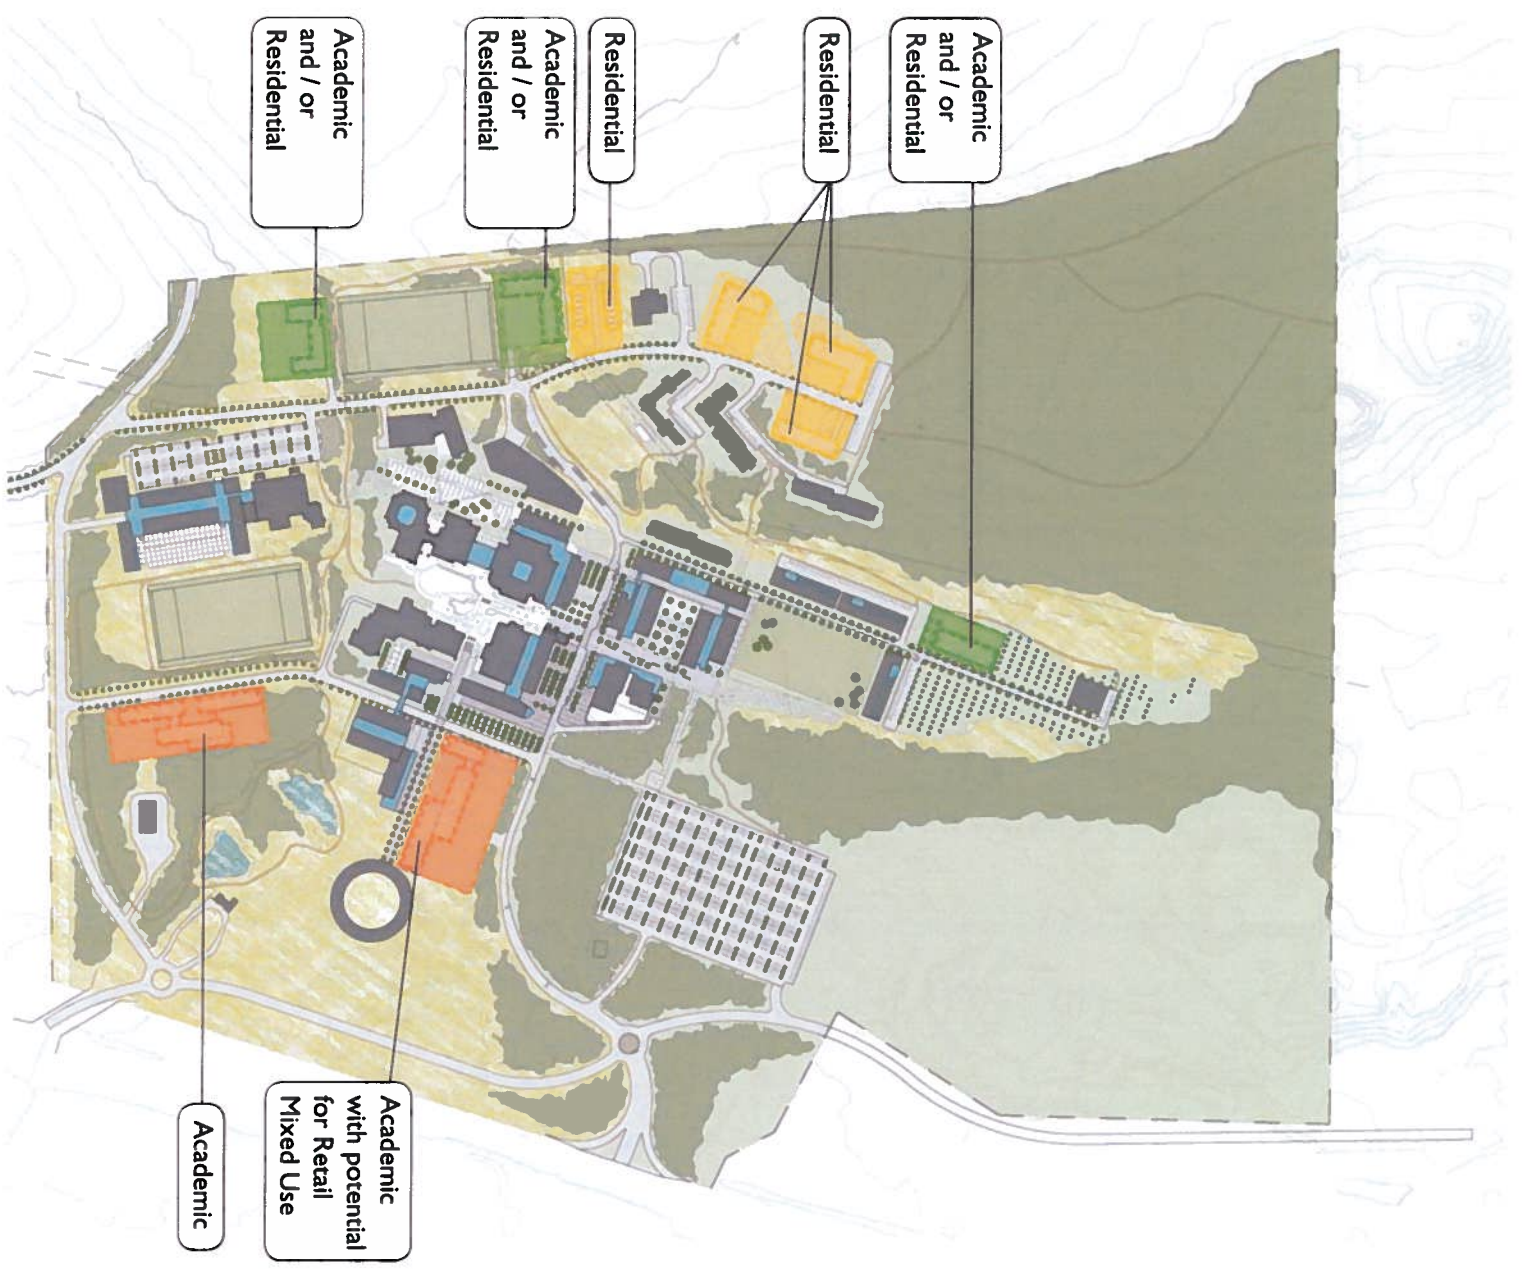 Academic
and / or
Residential
Academic
and / or
Residential
Residential
Residential
Academic
and / or
Residential
Academic
with potential
for Retail
Mixed Use
Academic